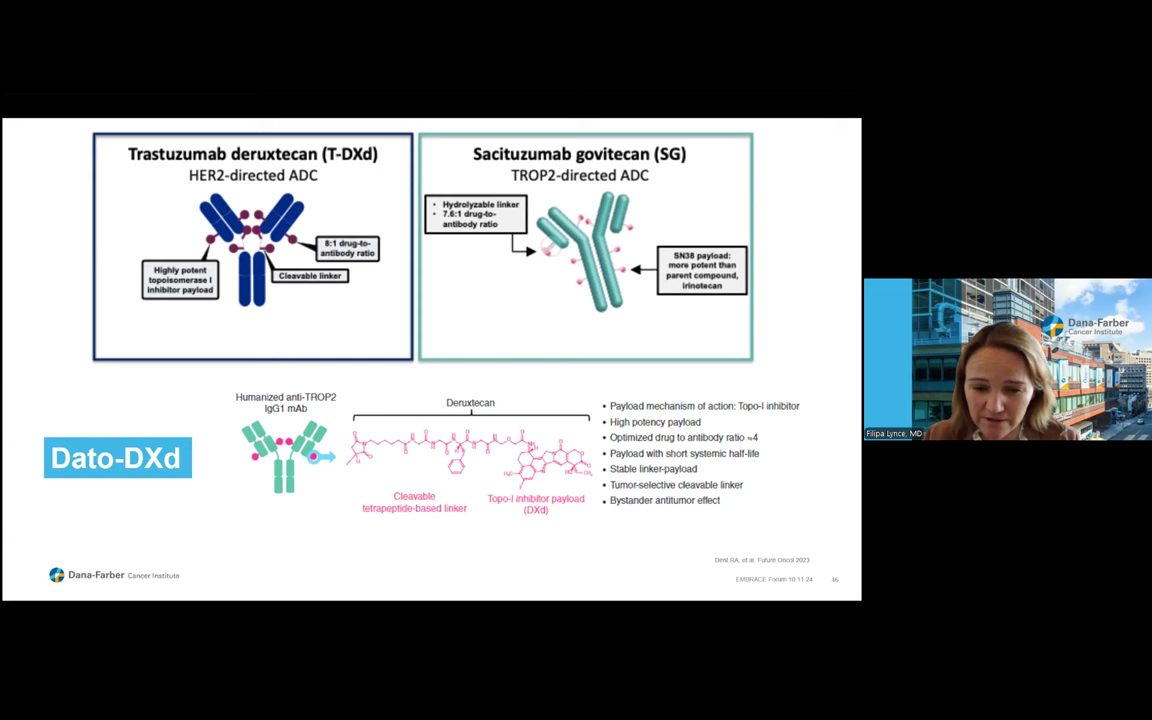 Trastuzumab deruxtecan (T-DXd)
HER2-directed ADC
Highly potent
topoisomerase I
inhibitor payload
8:1 drug-to-
antibody ratio
Cleavable linker
Sacituzumab govitecan (SG)
TROP2-directed ADC
• Hydrolyzable linker
• 7.6:1 drug-to-
antibody ratio
SN38 payload:
more potent than
parent compound,
irinotecan
Dato-DXd
Humanized anti-TROP2
IgG1 mAb
Deruxtecan
Cleavable
tetrapeptide-based linker
Topo-I inhibitor payload
(DXd)
• Payload mechanism of action: Topo-I inhibitor
• High potency payload
• Optimized drug to antibody ratio ≈4
• Payload with short systemic half-life
• Stable linker-payload
• Tumor-selective cleavable linker
• Bystander antitumor effect
Dent RA, et al. Future Oncol 2023
Dana-Farber Cancer Institute
EMBRACE Forum 10.11.24
46
Dana-Farber
Cancer Institute
Filipa Lynce, MD